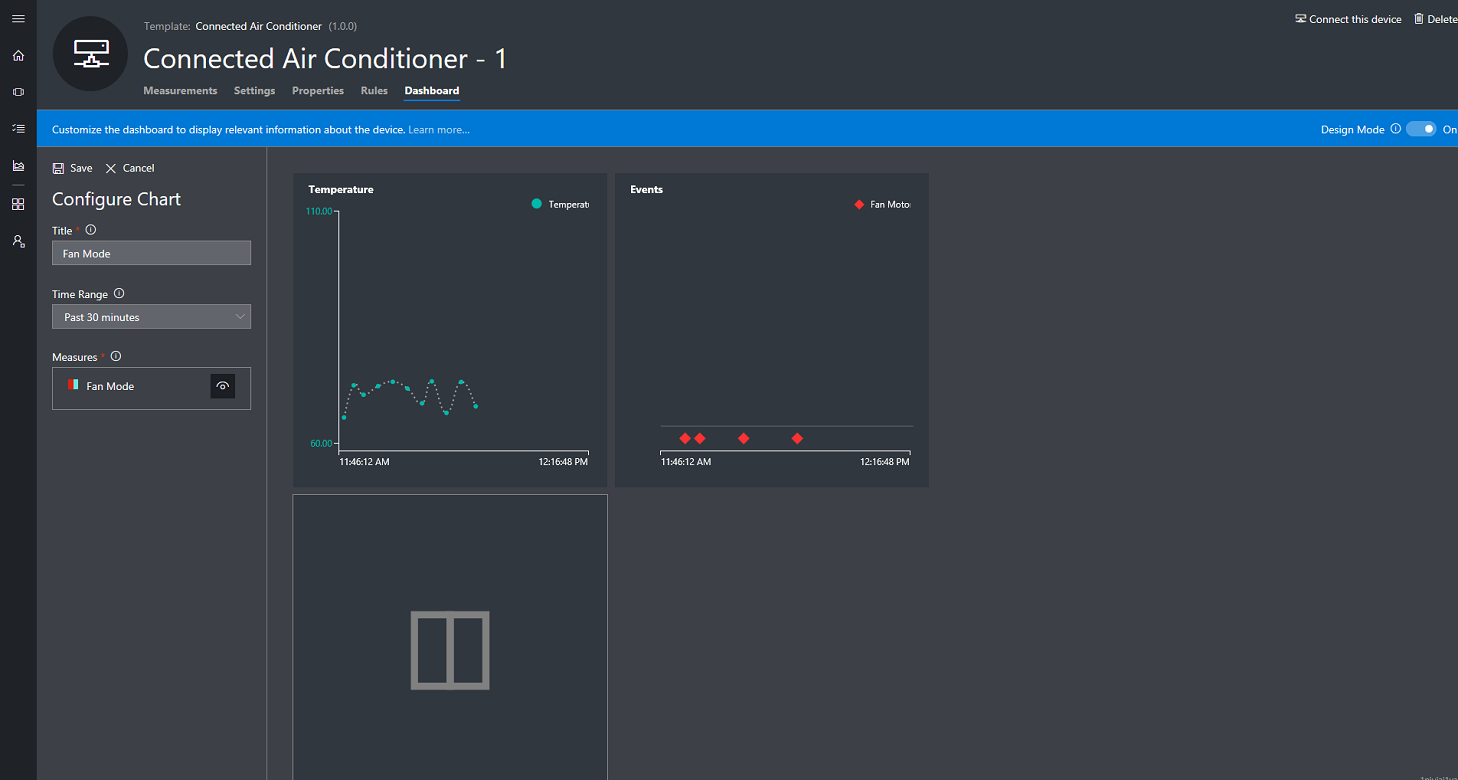 Template: Connected Air Conditioner (1.0.0)
Connect this device Delete
Connected Air Conditioner - 1
Measurements Settings Properties Rules Dashboard
Customize the dashboard to display relevant information about the device. Learn more...
Design Mode On
Save Cancel
Configure Chart
Title *
Fan Mode
Time Range
Past 30 minutes
Measures *
Fan Mode
Temperature
Temperat
110.00
60.00
11:46:12 AM 12:16:48 PM
Events
Fan Moto
11:46:12 AM 12:16:48 PM